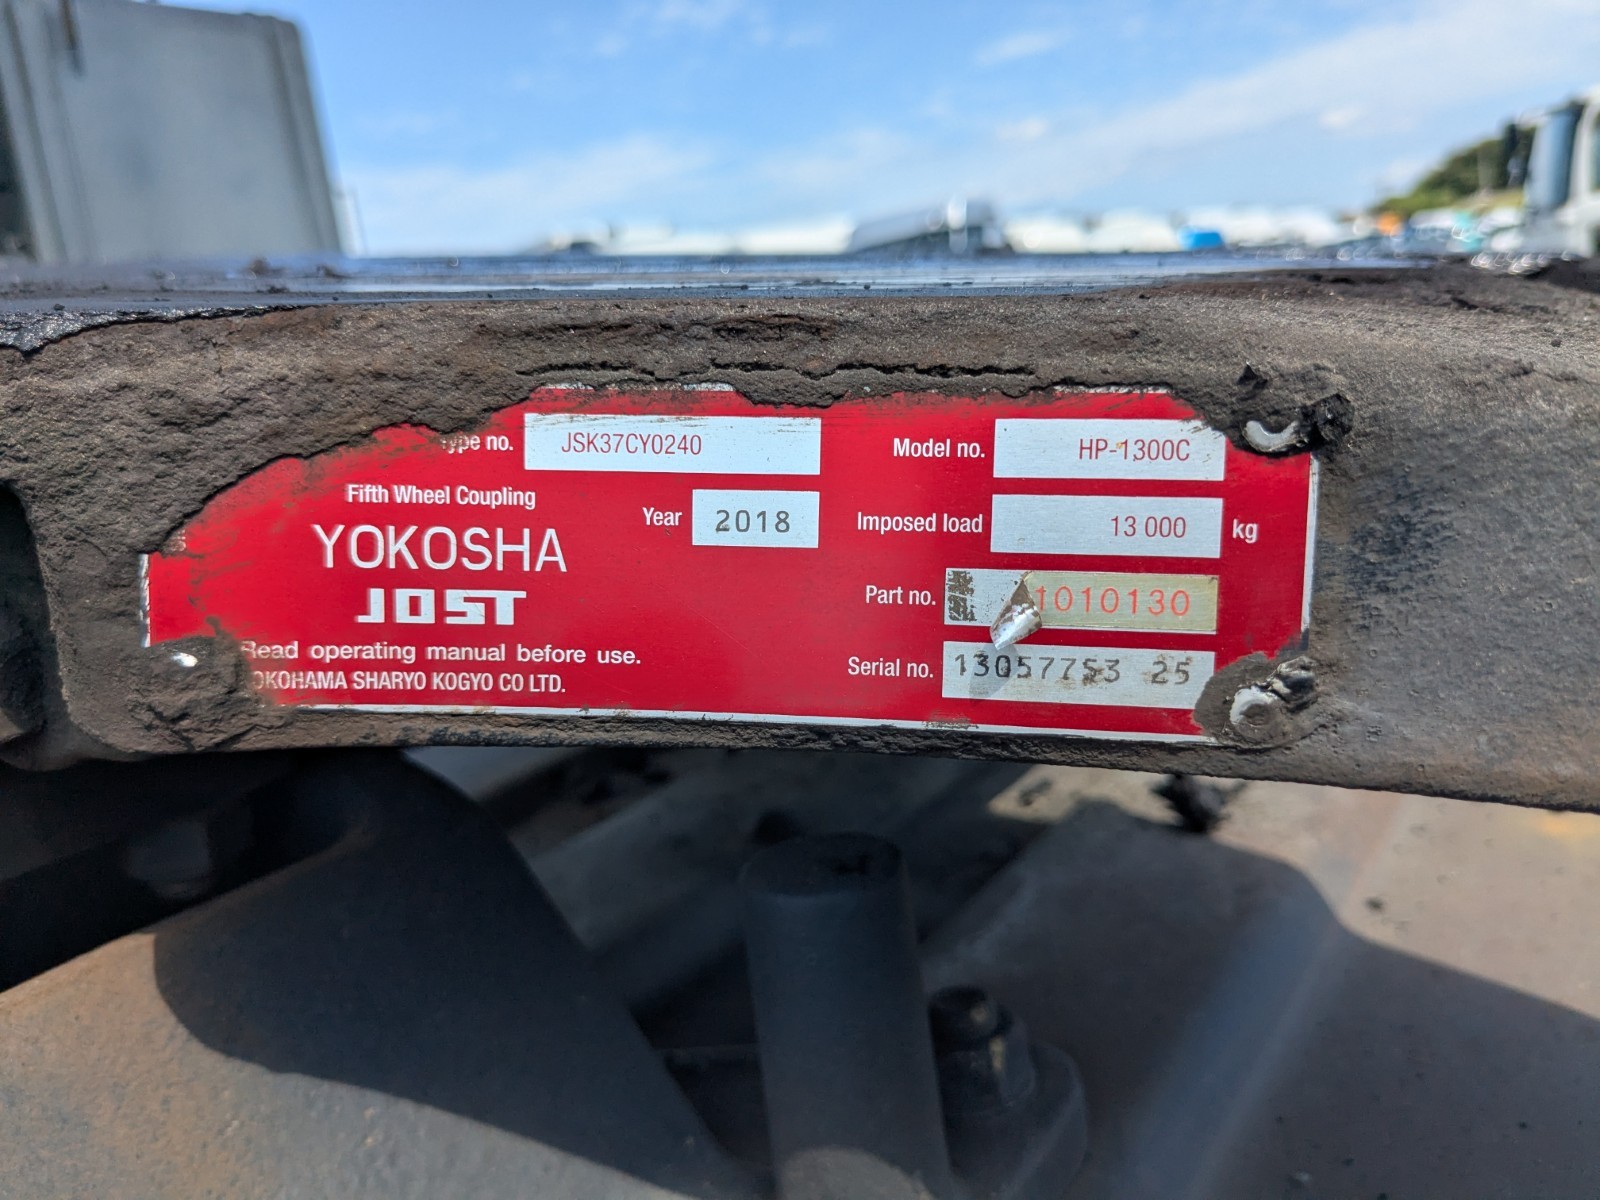 Type no. JSK37CY0240
Model no. HP-1300C
Fifth Wheel Coupling
YOKOSHA
JOST
Year 2018
Imposed load 13 000 kg
Part no. 1010130
Read operating manual before use.
YOKOHAMA SHARYO KOGYO CO LTD.
Serial no. 13057753 25